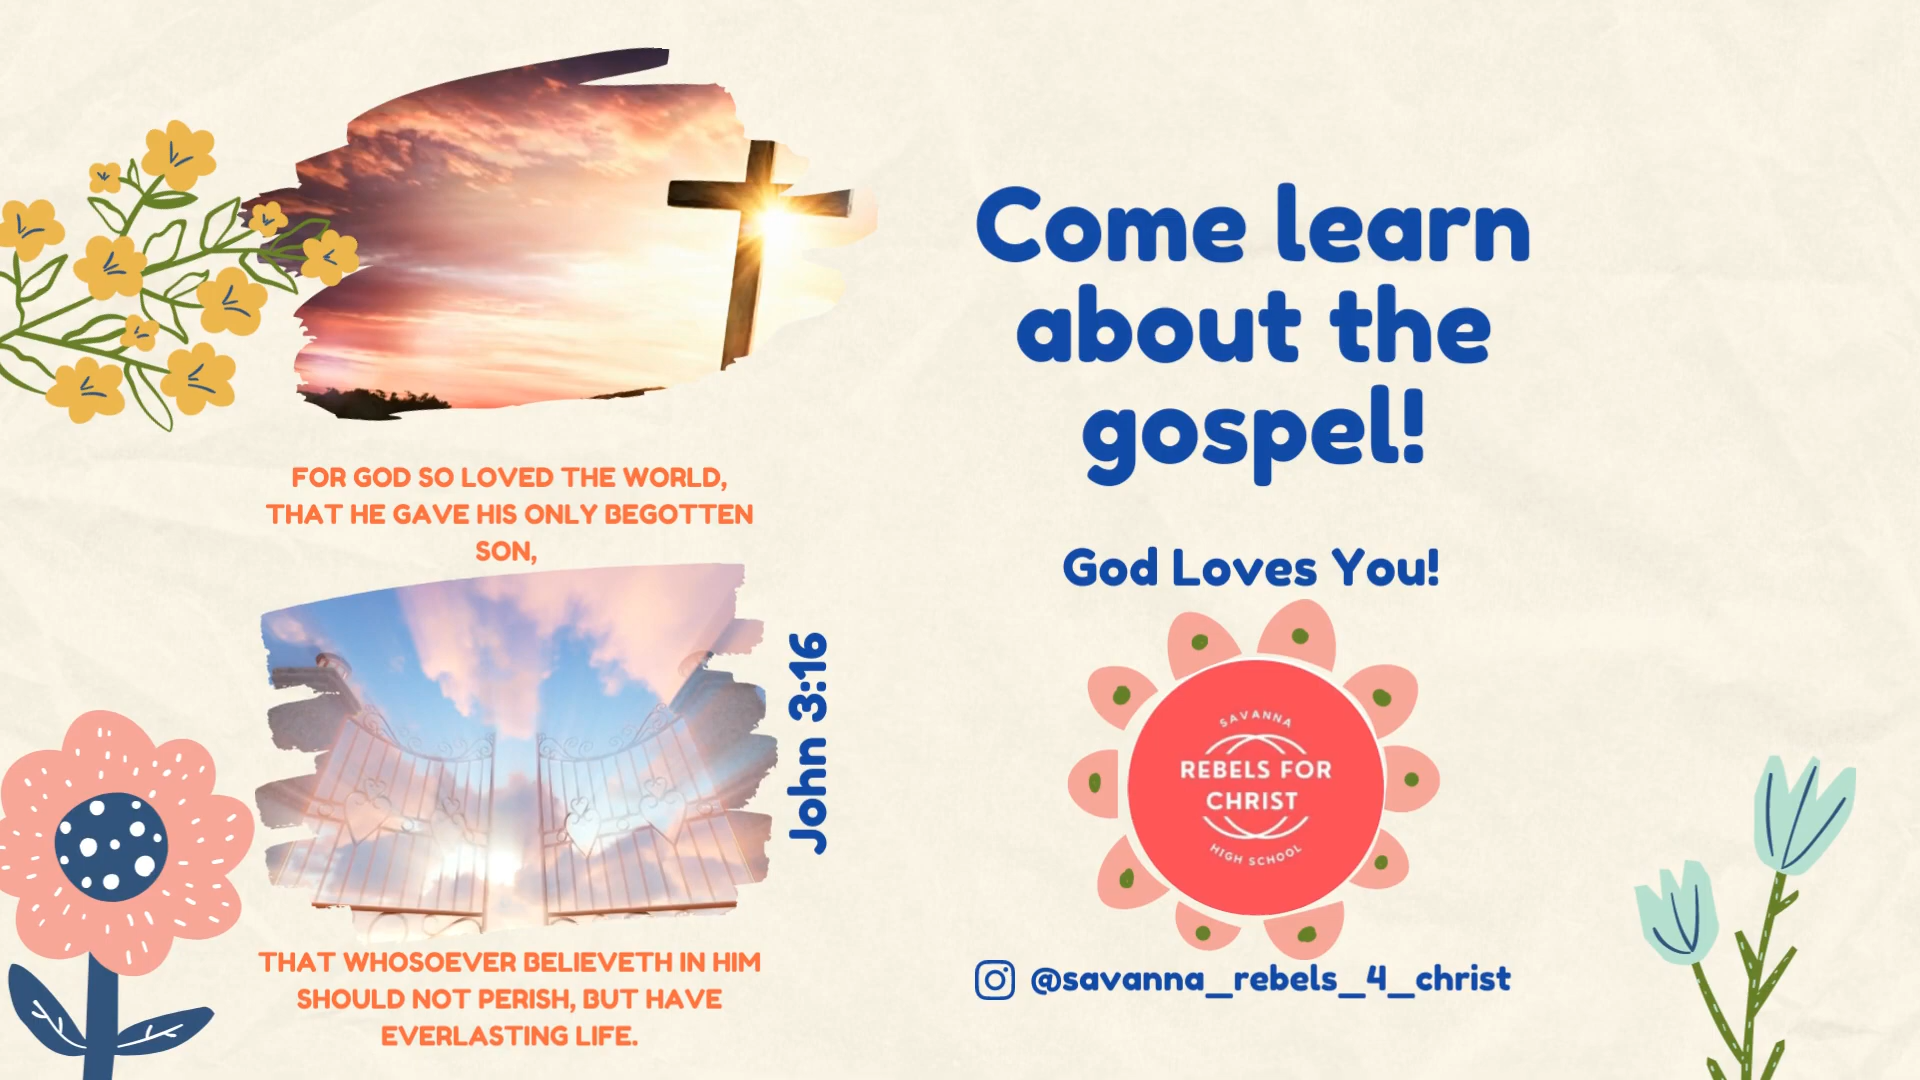 FOR GOD SO LOVED THE WORLD,
THAT HE GAVE HIS ONLY BEGOTTEN
SON,
John 3:16
THAT WHOSOEVER BELIEVETH IN HIM
SHOULD NOT PERISH, BUT HAVE
EVERLASTING LIFE.
Come learn
about the
gospel!
God Loves You!
SAVANNA
REBELS FOR
CHRIST
HIGH SCHOOL
@savanna_rebels_4_christ